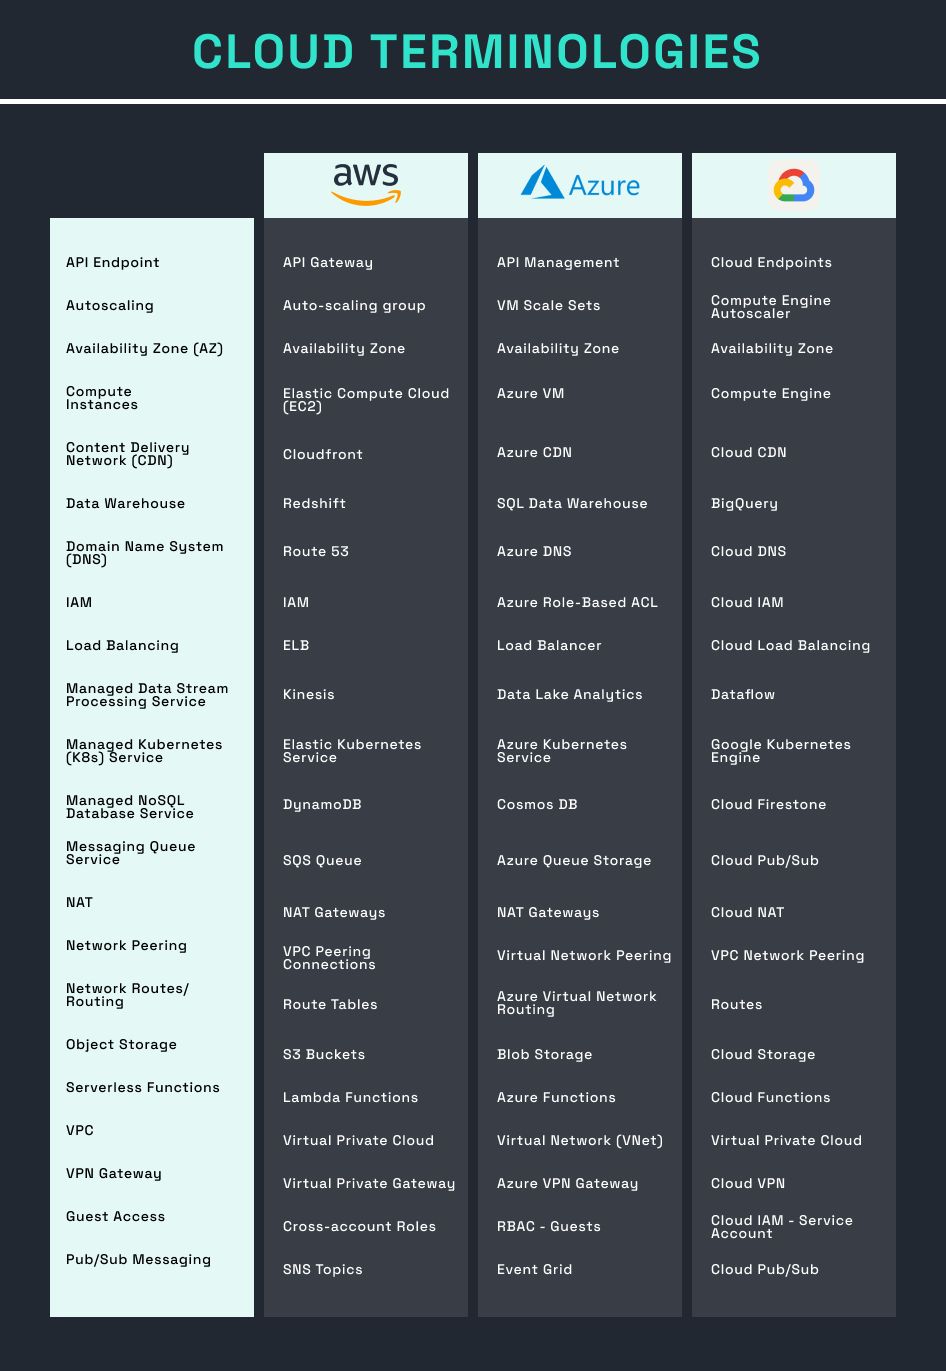 CLOUD TERMINOLOGIES
aws
Azure
API Endpoint API Gateway API Management Cloud Endpoints
Autoscaling Auto-scaling group VM Scale Sets Compute Engine
Autoscaler
Availability Zone (AZ) Availability Zone Availability Zone Availability Zone
Compute Elastic Compute Cloud Azure VM Compute Engine
Instances (EC2)
Content Delivery Cloudfront Azure CDN Cloud CDN
Network (CDN)
Data Warehouse Redshift SQL Data Warehouse BigQuery
Domain Name System Route 53 Azure DNS Cloud DNS
(DNS)
IAM IAM Azure Role-Based ACL Cloud IAM
Load Balancing ELB Load Balancer Cloud Load Balancing
Managed Data Stream Kinesis Data Lake Analytics Dataflow
Processing Service
Managed Kubernetes Elastic Kubernetes Azure Kubernetes Google Kubernetes
(K8s) Service Service Service Engine
Managed NoSQL DynamoDB Cosmos DB Cloud Firestone
Database Service
Messaging Queue SQS Queue Azure Queue Storage Cloud Pub/Sub
Service
NAT NAT Gateways NAT Gateways Cloud NAT
Network Peering VPC Peering Virtual Network Peering VPC Network Peering
Connections
Network Routes/ Route Tables Azure Virtual Network Routes
Routing Routing
Object Storage S3 Buckets Blob Storage Cloud Storage
Serverless Functions Lambda Functions Azure Functions Cloud Functions
VPC Virtual Private Cloud Virtual Network (VNet) Virtual Private Cloud
VPN Gateway Virtual Private Gateway Azure VPN Gateway Cloud VPN
Guest Access Cross-account Roles RBAC - Guests Cloud IAM - Service
Account
Pub/Sub Messaging SNS Topics Event Grid Cloud Pub/Sub